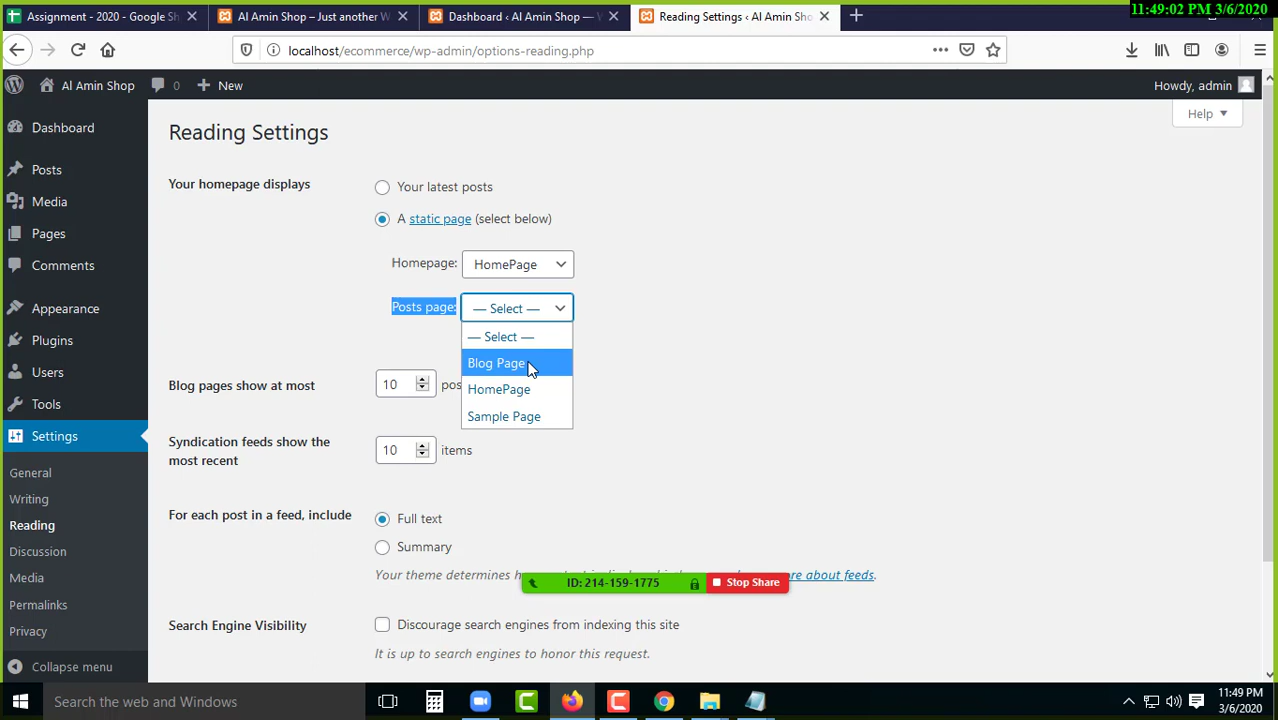 11:49:02 PM 3/6/2020
Assignment - 2020 - Google Sh
Al Amin Shop – Just another W
Dashboard ‹ Al Amin Shop — W
Reading Settings ‹ Al Amin Sho
localhost/ecommerce/wp-admin/options-reading.php
Al Amin Shop
0
New
Howdy, admin
Help
Dashboard
Posts
Media
Pages
Comments
Appearance
Plugins
Users
Tools
Settings
General
Writing
Reading
Discussion
Media
Permalinks
Privacy
Collapse menu
Reading Settings
Your homepage displays
Your latest posts
A static page (select below)
Homepage: HomePage
Posts page: — Select —
— Select —
Blog Page
HomePage
Sample Page
Blog pages show at most 10 pos
Syndication feeds show the most recent 10 items
For each post in a feed, include
Full text
Summary
Your theme determines h
re about feeds.
ID: 214-159-1775
Stop Share
Search Engine Visibility
Discourage search engines from indexing this site
It is up to search engines to honor this request.
Search the web and Windows
11:49 PM
3/6/2020